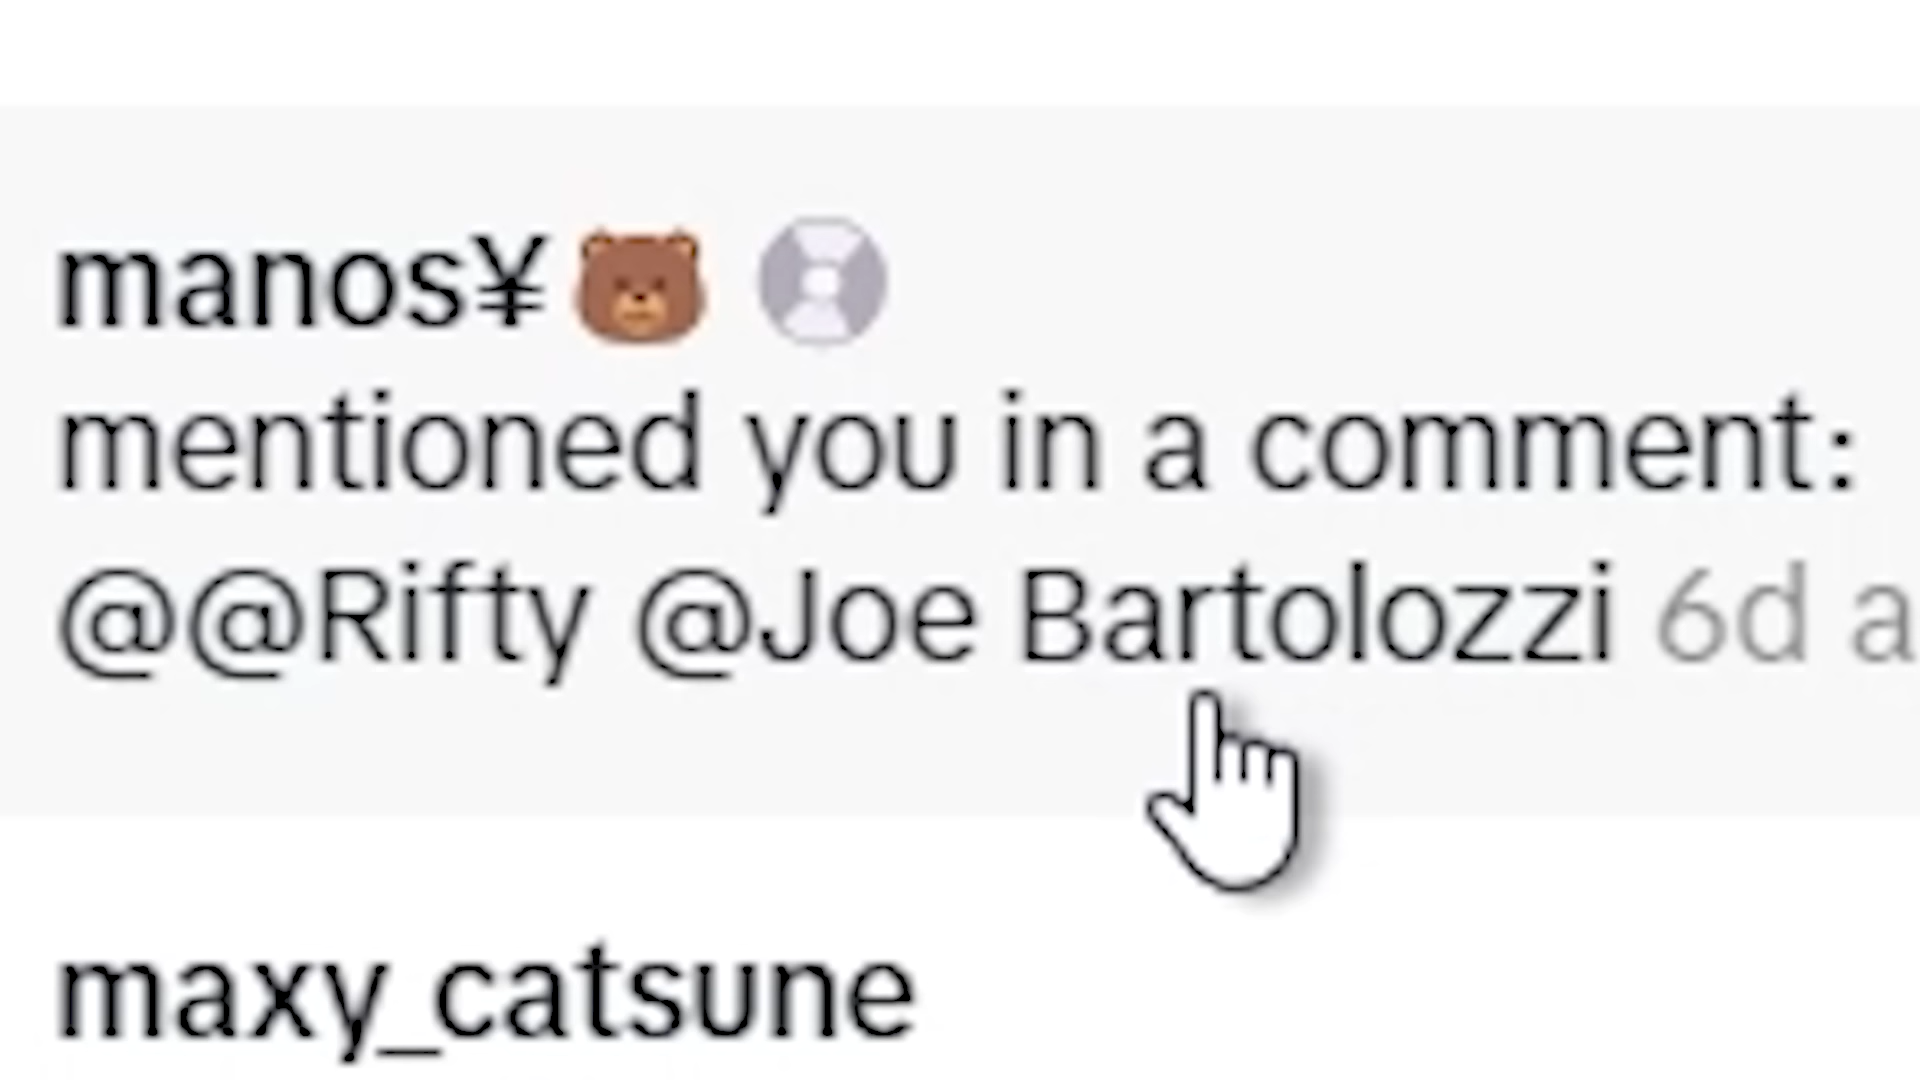 manos¥🐻 💿
mentioned you in a comment:
@@Rifty @Joe Bartolozzi 6d a
maxy_catsune